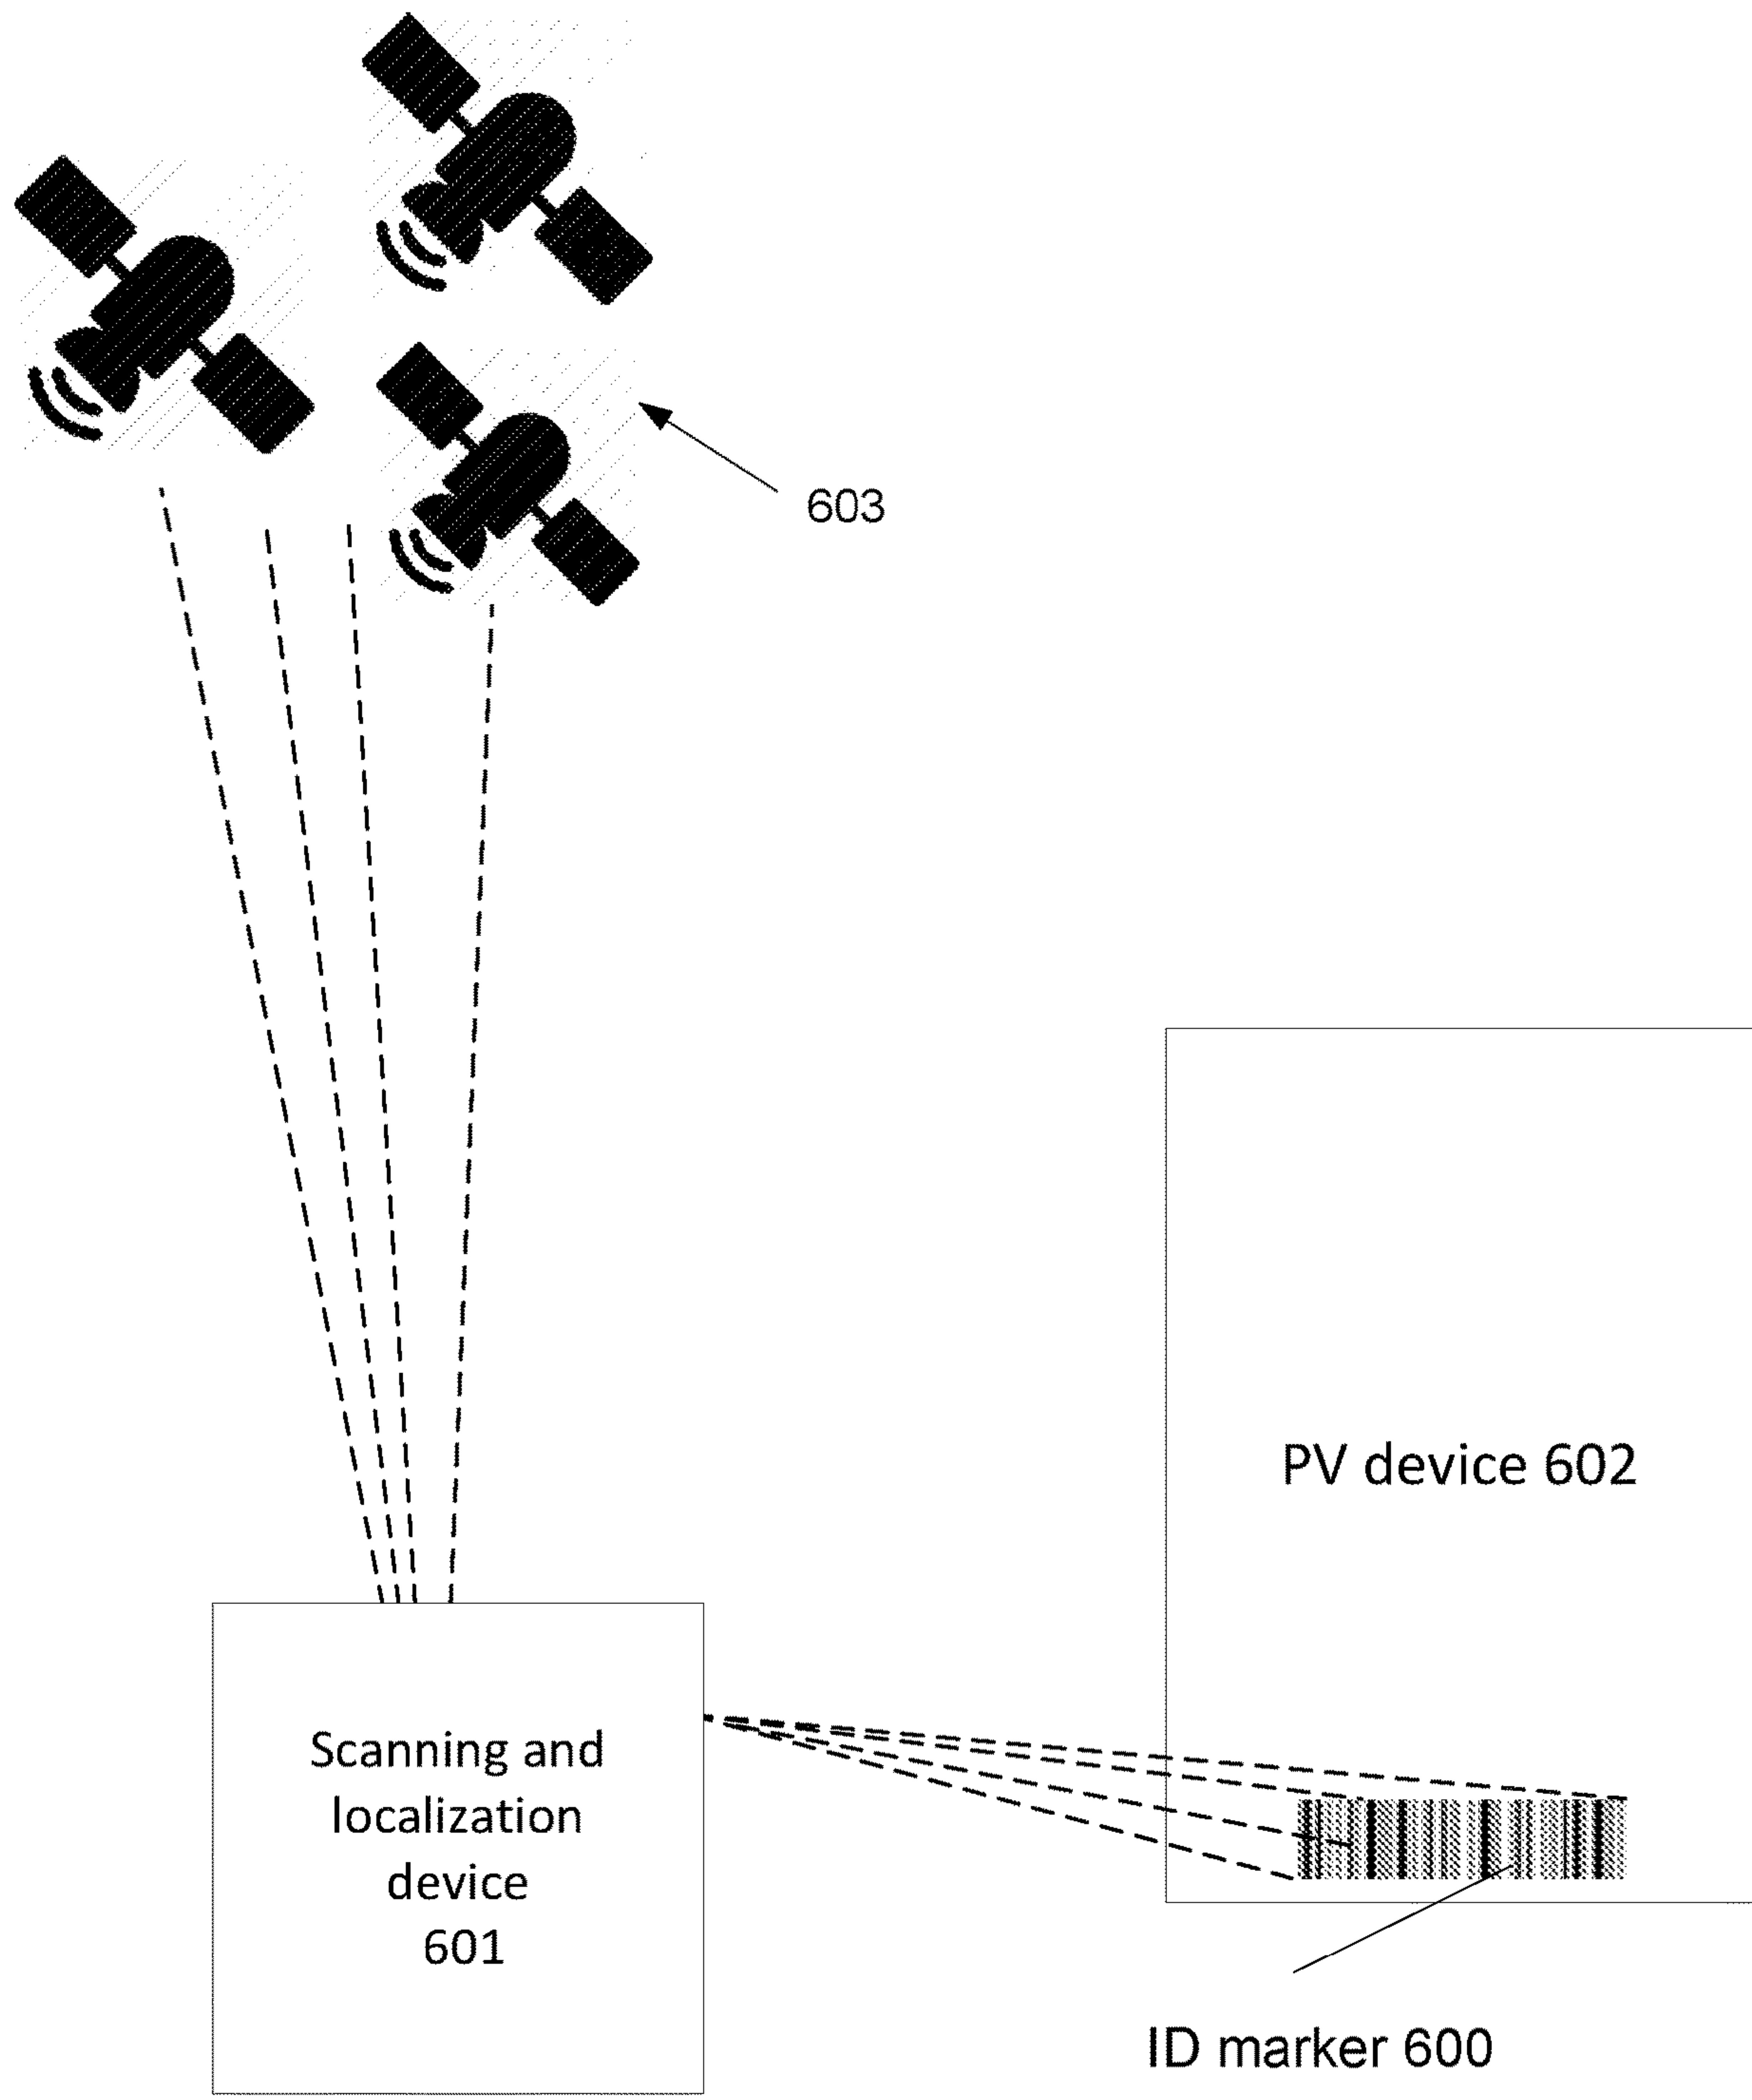 603
PV device 602
Scanning and
localization
device
601
ID marker 600